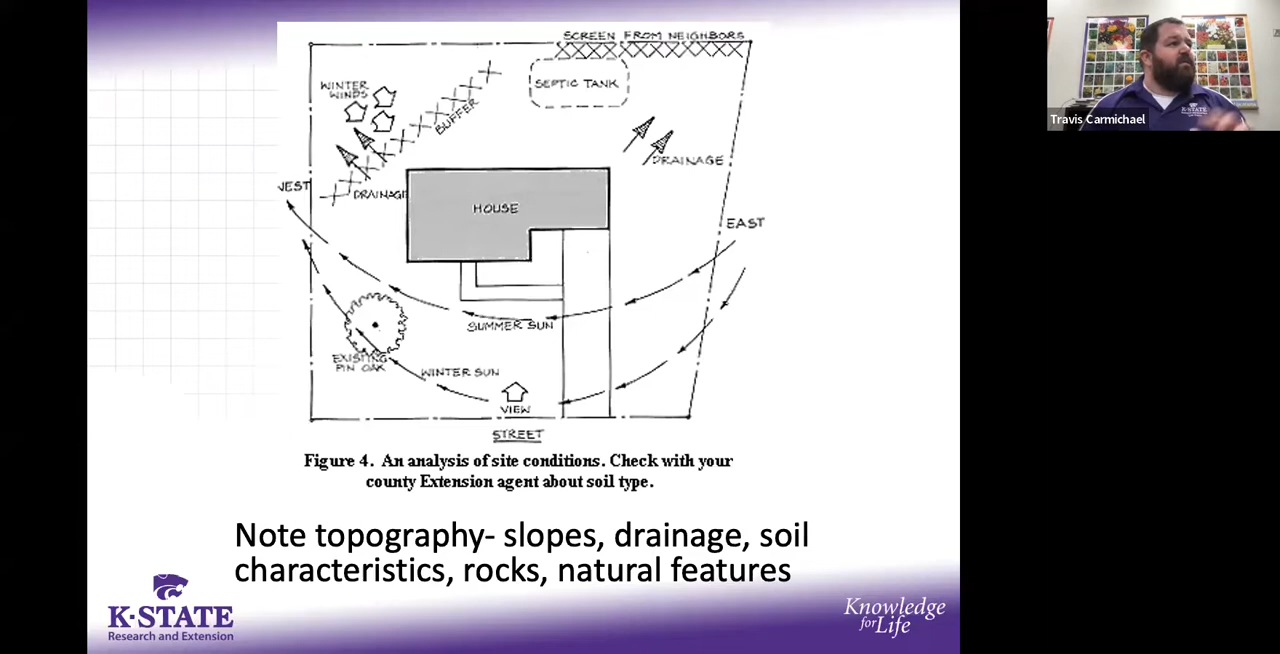 SCREEN FROM NEIGHBORS
SEPTIC TANK
WINTER
WINDS
BUFFER
DRAINAGE
DRAINAGE
WEST
HOUSE
EAST
SUMMER SUN
EXISTING
PIN OAK
WINTER SUN
VIEW
STREET
Figure 4. An analysis of site conditions. Check with your
county Extension agent about soil type.
Note topography- slopes, drainage, soil
characteristics, rocks, natural features
K-STATE
Research and Extension
Knowledge
for Life
Travis Carmichael
K-STATE